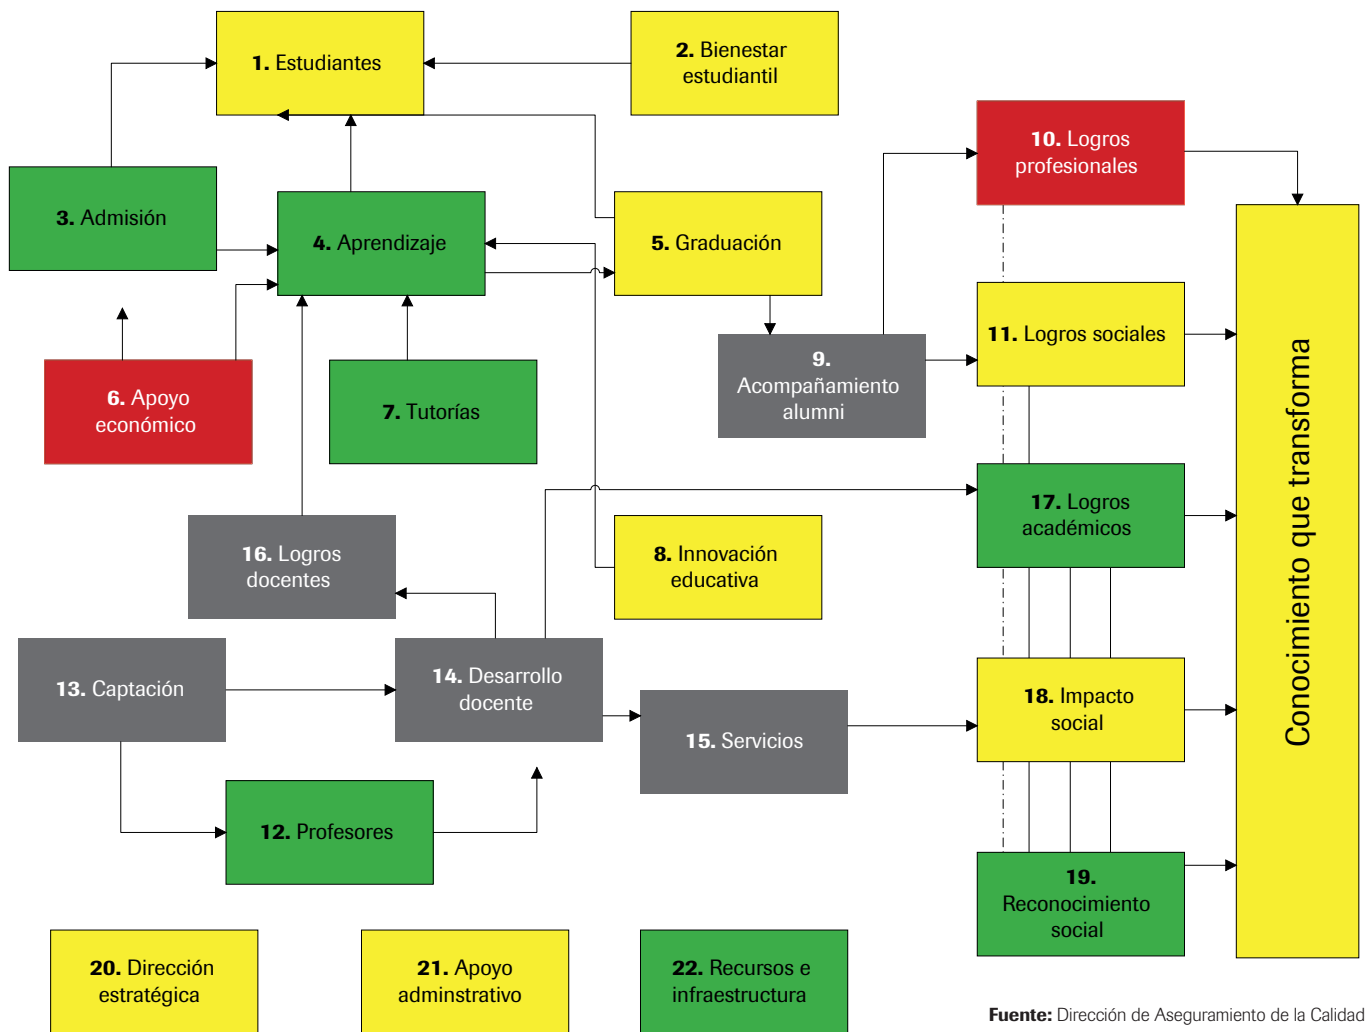 1. Estudiantes
2. Bienestar
estudiantil
3. Admisión
4. Aprendizaje
5. Graduación
6. Apoyo
económico
7. Tutorías
8. Innovación
educativa
9.
Acompañamiento
alumni
10. Logros
profesionales
11. Logros sociales
17. Logros
académicos
16. Logros
docentes
13. Captación
14. Desarrollo
docente
15. Servicios
18. Impacto
social
12. Profesores
19.
Reconocimiento
social
Conocimiento que transforma
20. Dirección
estratégica
21. Apoyo
adminstrativo
22. Recursos e
infraestructura
Fuente: Dirección de Aseguramiento de la Calidad